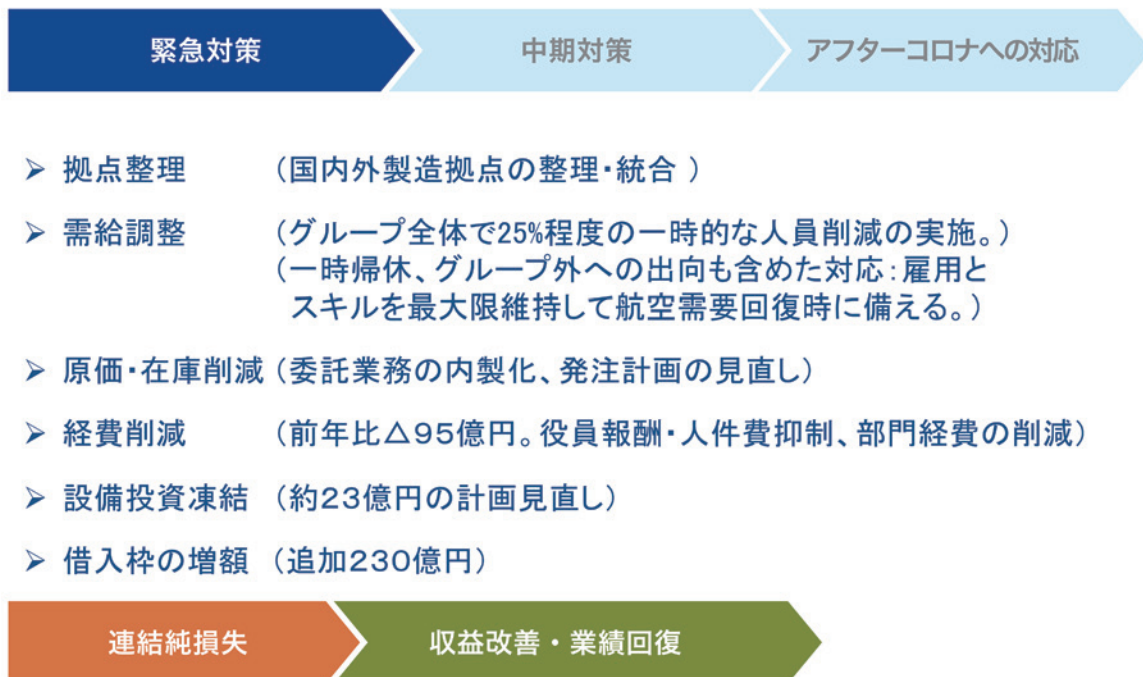 緊急対策 中期対策 アフターコロナへの対応
➢ 拠点整理 (国内外製造拠点の整理・統合 )
➢ 需給調整 (グループ全体で25%程度の一時的な人員削減の実施。)
(一時帰休、グループ外への出向も含めた対応:雇用と
スキルを最大限維持して航空需要回復時に備える。)
➢ 原価・在庫削減 (委託業務の内製化、発注計画の見直し)
➢ 経費削減 (前年比△95億円。役員報酬・人件費抑制、部門経費の削減)
➢ 設備投資凍結 (約23億円の計画見直し)
➢ 借入枠の増額 (追加230億円)
連結純損失 収益改善・業績回復